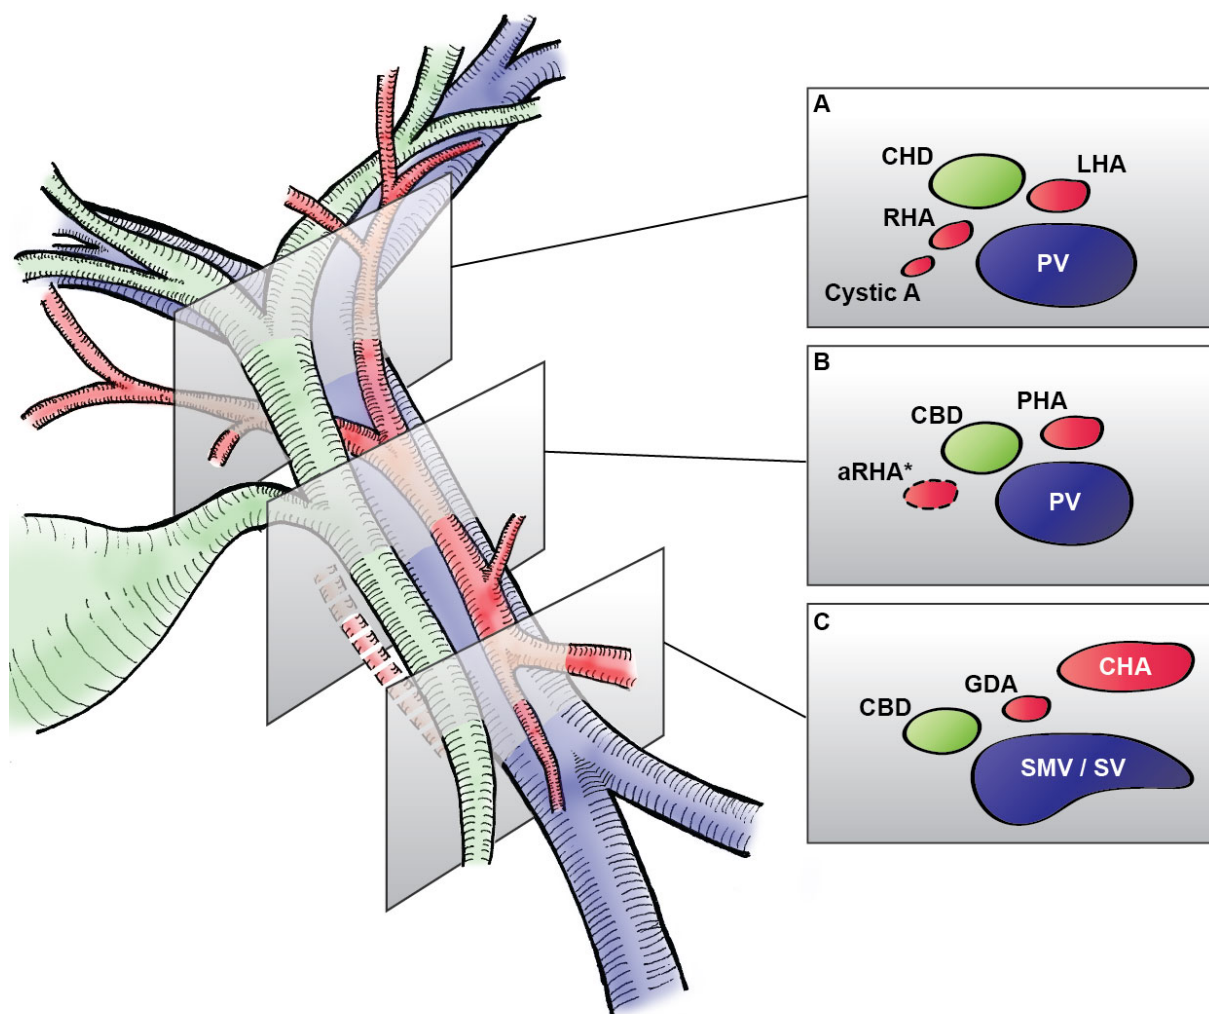 A
CHD
LHA
RHA
PV
Cystic A
B
PHA
CBD
aRHA*
PV
C
CHA
GDA
CBD
SMV / SV